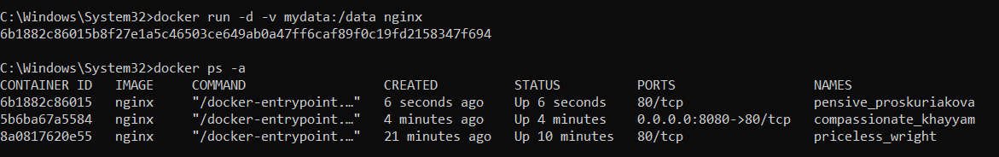 C:\Windows\System32>docker run -d -v mydata:/data nginx
6b1882c86015b8f27e1a5c46503ce649ab0a47ff6caf89f0c19fd2158347f694
C:\Windows\System32>docker ps -a
CONTAINER ID   IMAGE     COMMAND                  CREATED          STATUS          PORTS                  NAMES
6b1882c86015   nginx     "/docker-entrypoint.…"   6 seconds ago    Up 6 seconds    80/tcp                 pensive_proskuriakova
5b6ba67a5584   nginx     "/docker-entrypoint.…"   4 minutes ago    Up 4 minutes    0.0.0.0:8080->80/tcp   compassionate_khayyam
8a0817620e55   nginx     "/docker-entrypoint.…"   21 minutes ago   Up 10 minutes   80/tcp                 priceless_wright